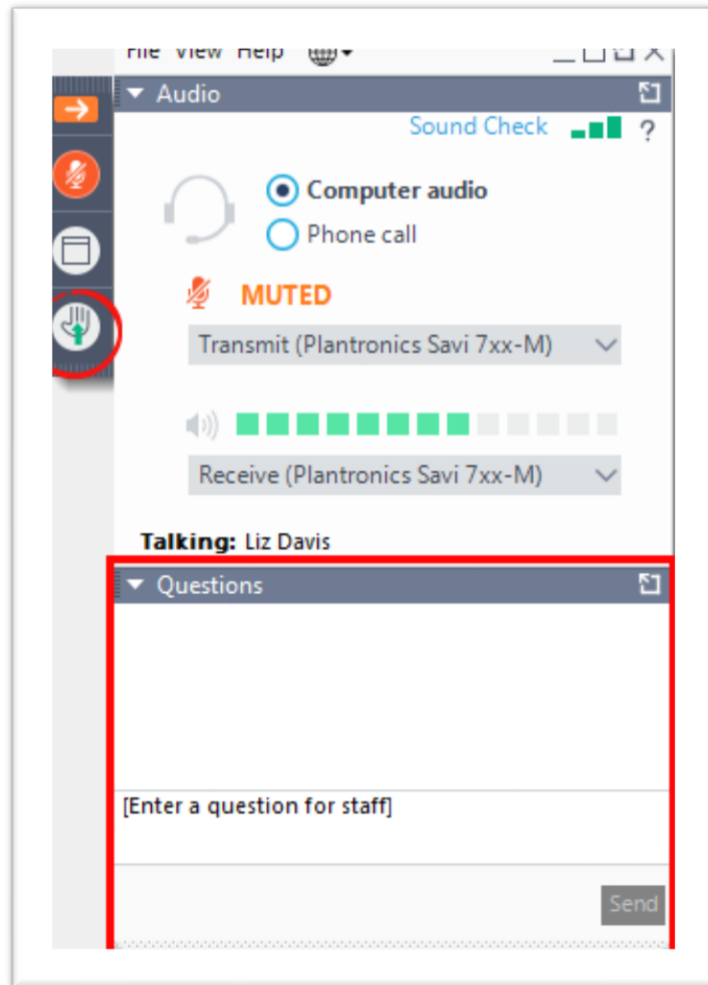 File View Help
Audio
Sound Check ?
Computer audio
Phone call
MUTED
Transmit (Plantronics Savi 7xx-M)
Receive (Plantronics Savi 7xx-M)
Talking: Liz Davis
Questions
[Enter a question for staff]
Send